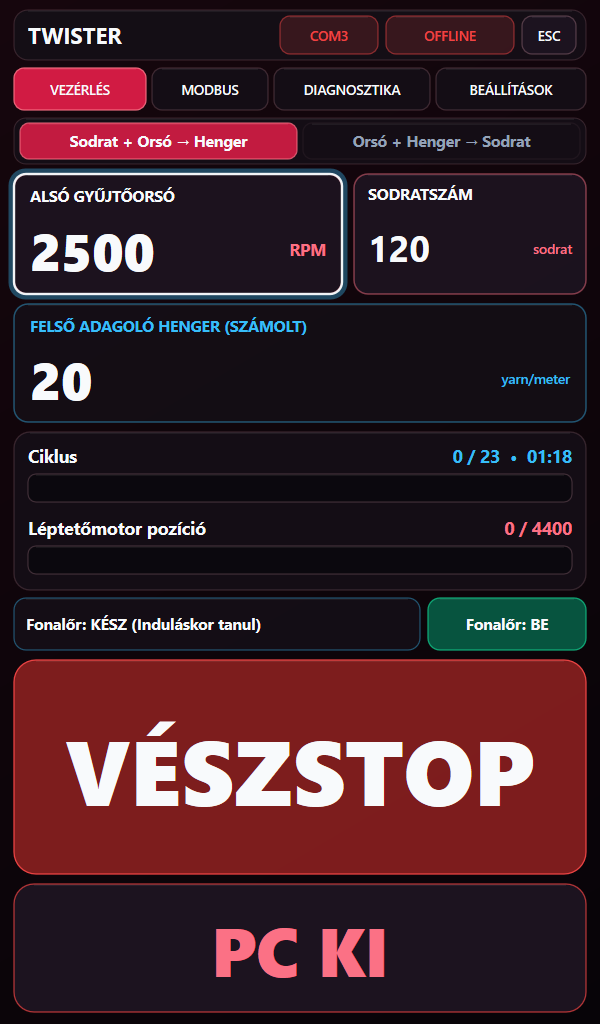 TWISTER
COM3
OFFLINE
ESC
VEZÉRLÉS
MODBUS
DIAGNOSZTIKA
BEÁLLÍTÁSOK
Sodrat + Orsó → Henger
Orsó + Henger → Sodrat
ALSÓ GYŰJTŐORSÓ
2500
RPM
SODRATSZÁM
120
sodrat
FELSŐ ADAGOLÓ HENGER (SZÁMOLT)
20
yarn/meter
Ciklus
0 / 23 • 01:18
Léptetőmotor pozíció
0 / 4400
Fonalőr: KÉSZ (Induláskor tanul)
Fonalőr: BE
VÉSZSTOP
PC KI